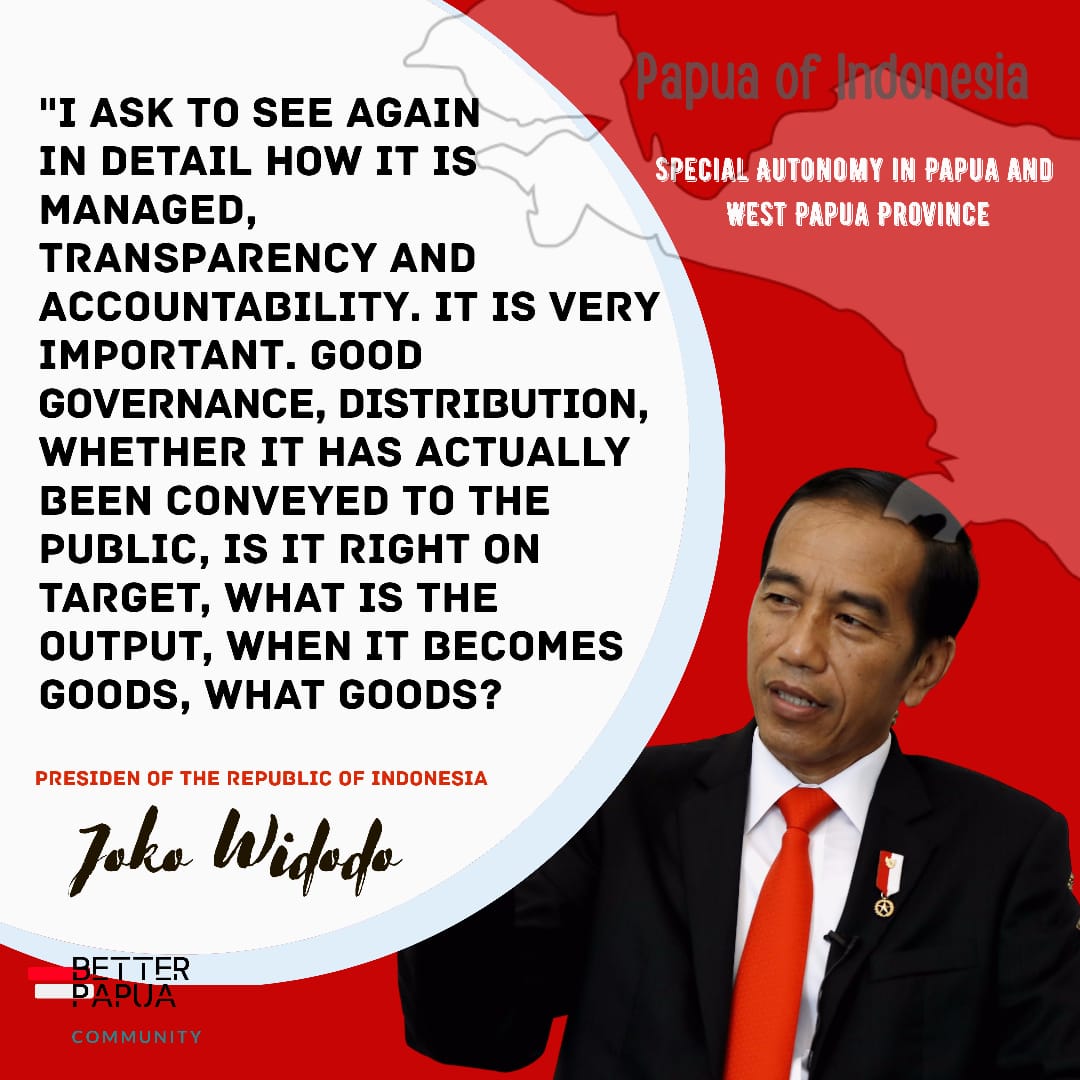 "I ASK TO SEE AGAIN
IN DETAIL HOW IT IS
MANAGED,
TRANSPARENCY AND
ACCOUNTABILITY. IT IS VERY
IMPORTANT. GOOD
GOVERNANCE, DISTRIBUTION,
WHETHER IT HAS ACTUALLY
BEEN CONVEYED TO THE
PUBLIC, IS IT RIGHT ON
TARGET, WHAT IS THE
OUTPUT, WHEN IT BECOMES
GOODS, WHAT GOODS?
PRESIDEN OF THE REPUBLIC OF INDONESIA
Joko Widodo
Papua of Indonesia
SPECIAL AUTONOMY IN PAPUA AND
WEST PAPUA PROVINCE
BETTER
PAPUA
COMMUNITY